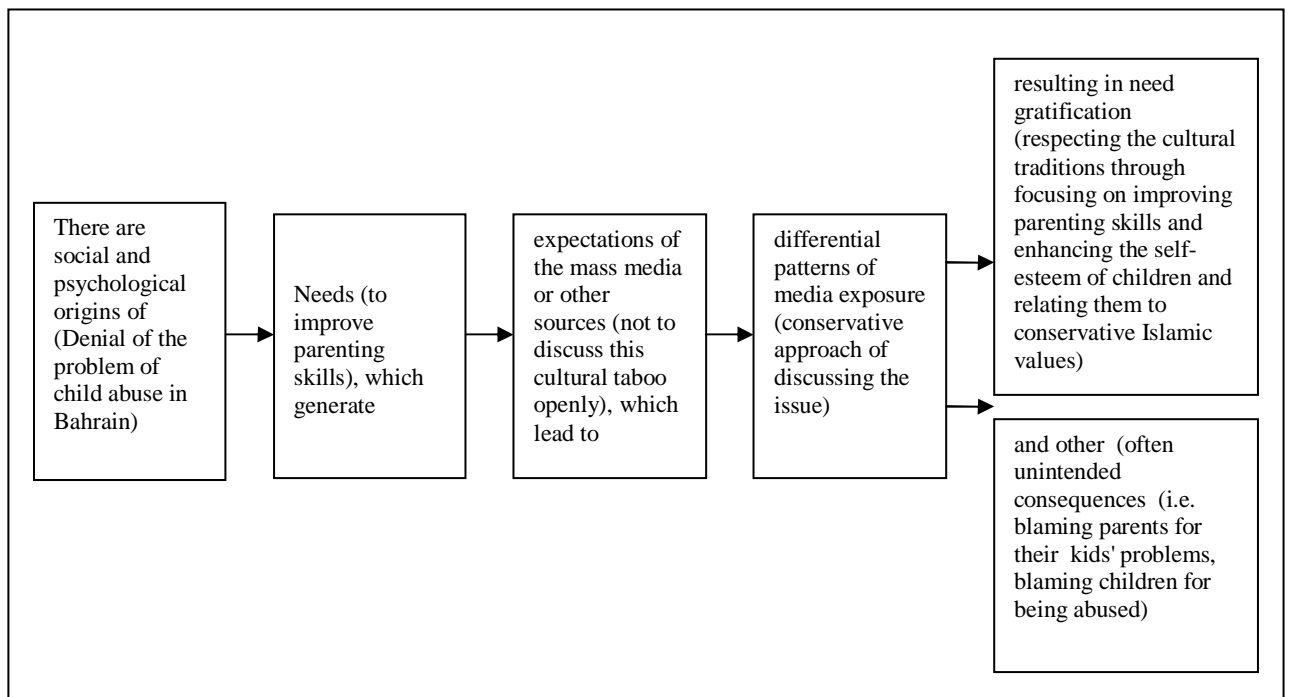 There are
social and
psychological
origins of
(Denial of the
problem of
child abuse in
Bahrain)
Needs (to
improve
parenting
skills), which
generate
expectations of
the mass media
or other
sources (not to
discuss this
cultural taboo
openly), which
lead to
differential
patterns of
media exposure
(conservative
approach of
discussing the
issue)
resulting in need
gratification
(respecting the cultural
traditions through
focusing on improving
parenting skills and
enhancing the self-
esteem of children and
relating them to
conservative Islamic
values)
and other (often
unintended
consequences (i.e.
blaming parents for
their kids' problems,
blaming children for
being abused)